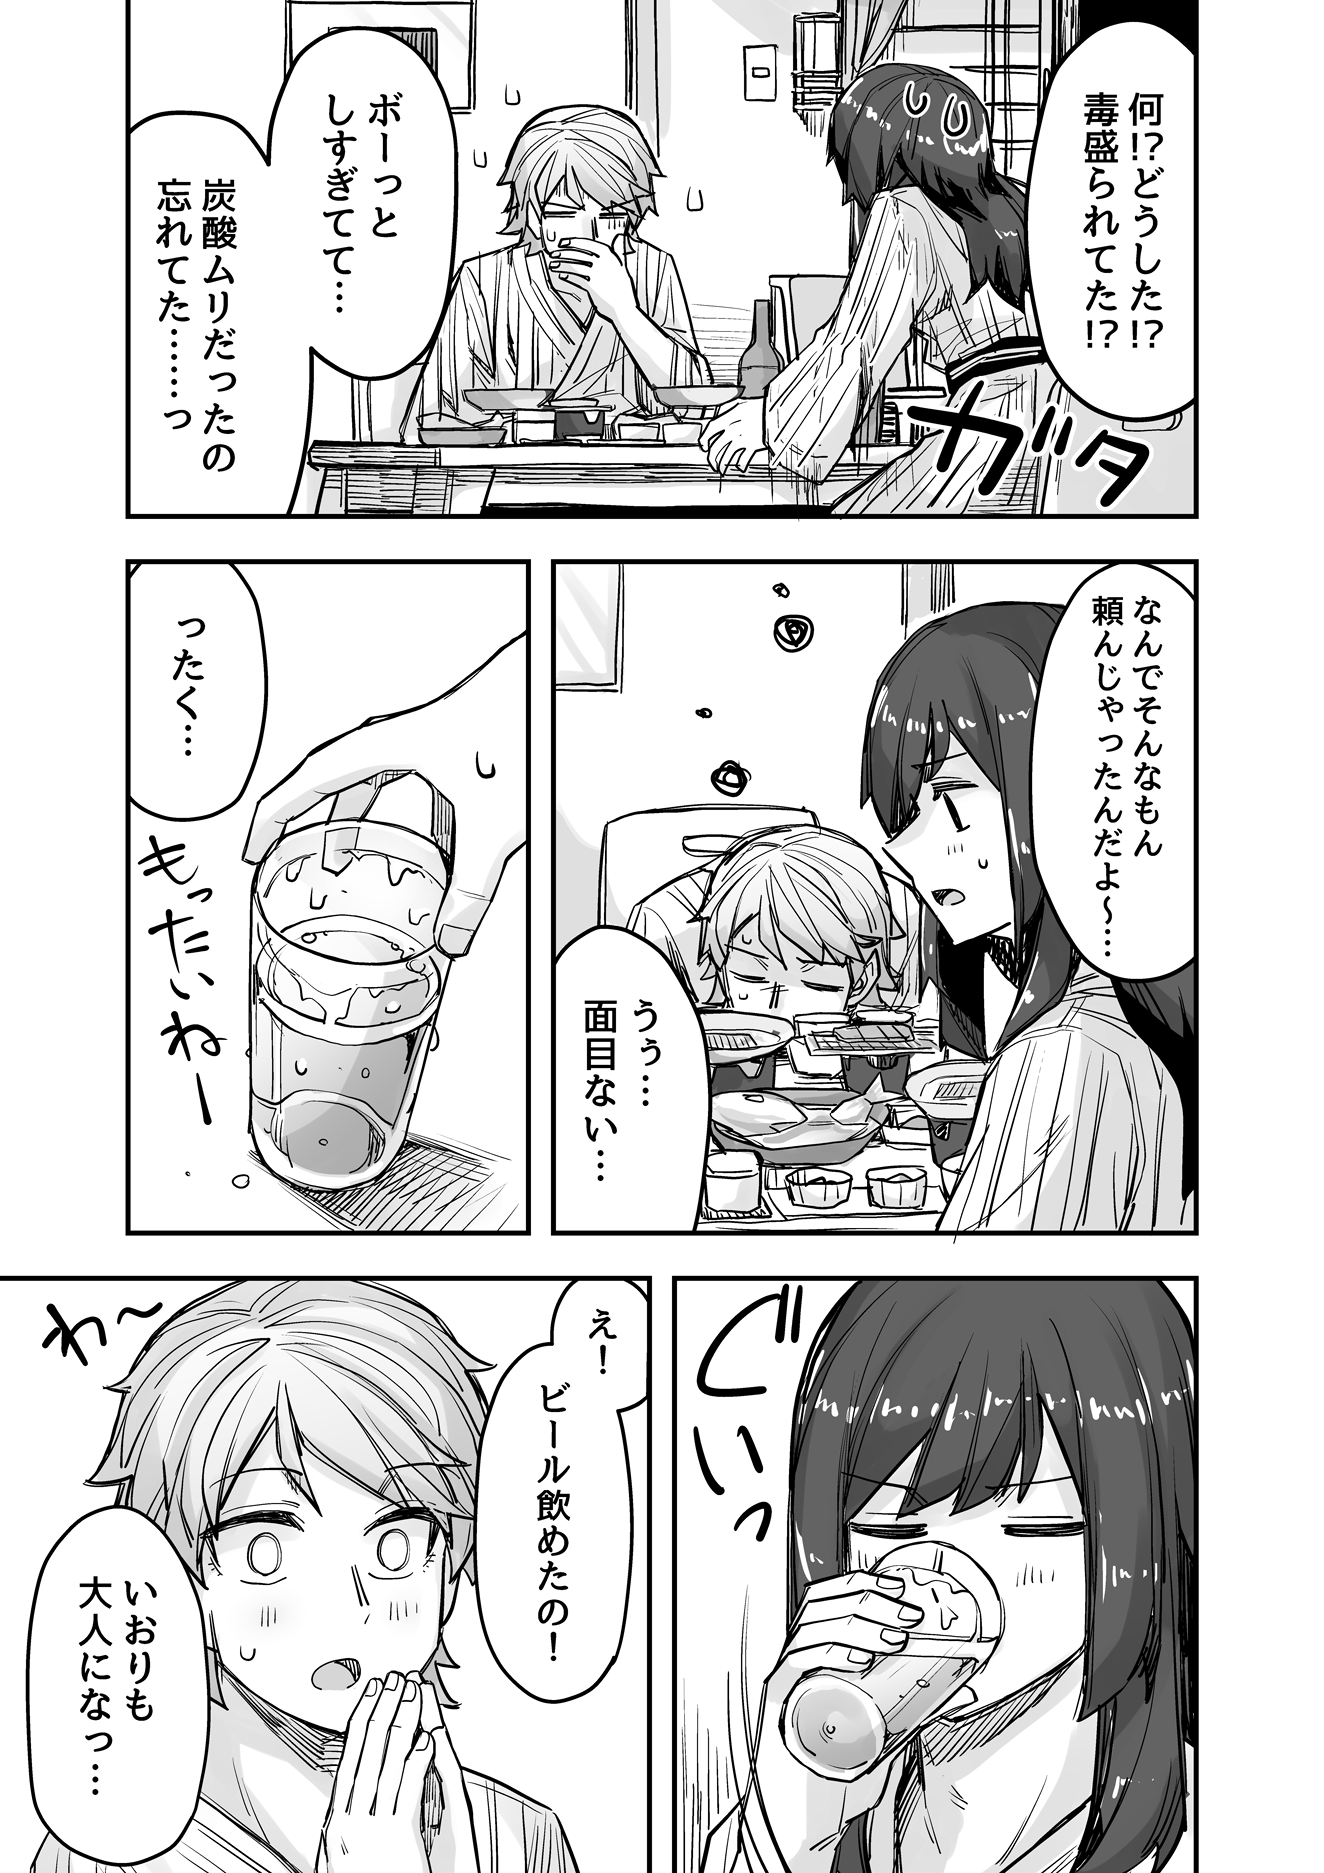 何!?どうした!?
毒盛られてた!?
ガタ
ボーっと
しすぎてて…
炭酸ムリだったの
忘れてた………っ
なんでそんなもん
頼んじゃったんだよ〜…
うぅ…
面目ない…
ったく…
もったいねー
ぐいっ
え！
ビール飲めたの！
わ〜
いおりも
大人になっ…